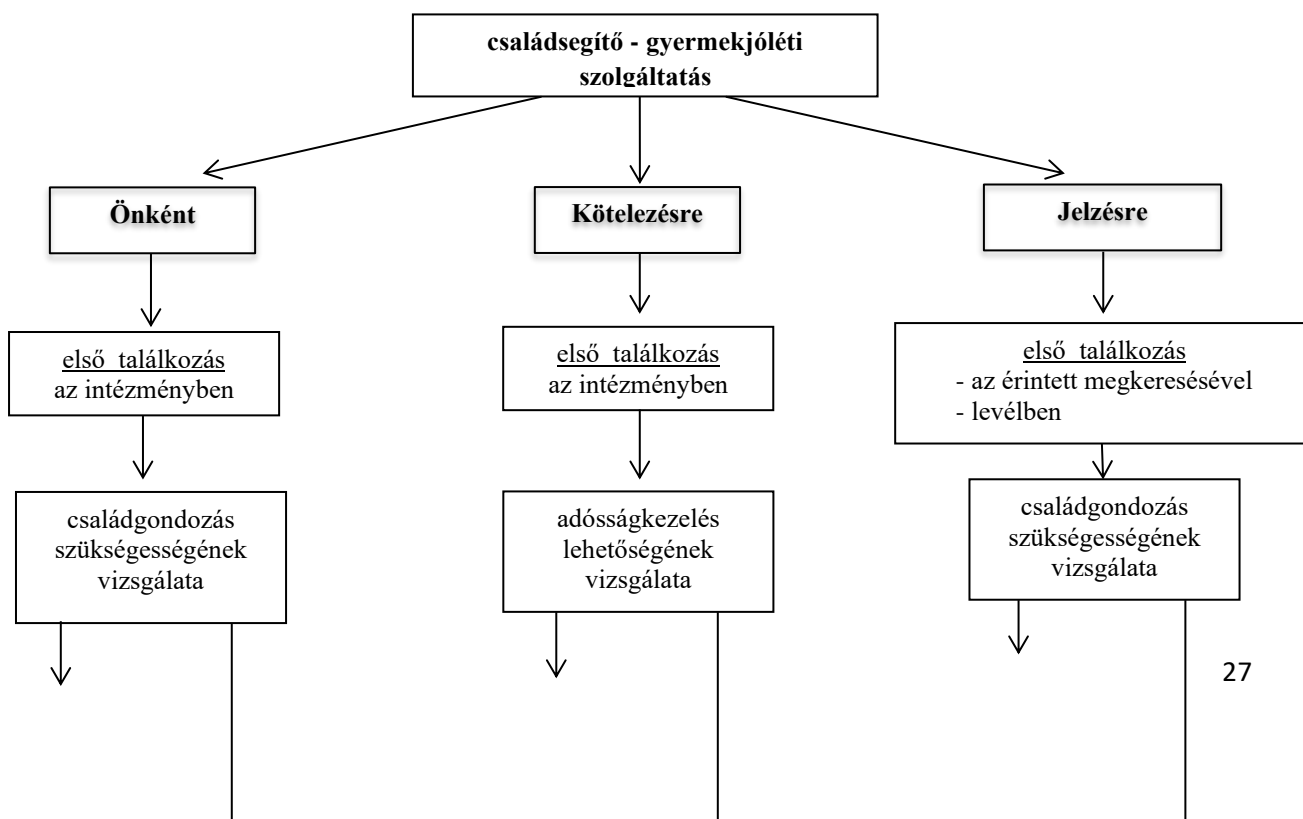 családsegítő - gyermekjóléti
szolgáltatás
Önként
Kötelezésre
Jelzésre
első találkozás
az intézményben
első találkozás
az intézményben
első találkozás
- az érintett megkeresésével
- levélben
családgondozás
szükségességének
vizsgálata
adósságkezelés
lehetőségének
vizsgálata
családgondozás
szükségességének
vizsgálata
27